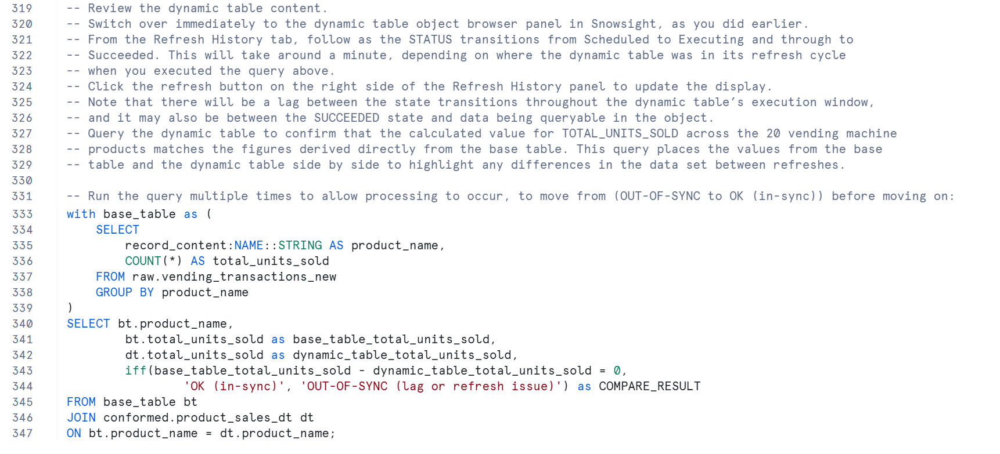 319 -- Review the dynamic table content.
320 -- Switch over immediately to the dynamic table object browser panel in Snowsight, as you did earlier.
321 -- From the Refresh History tab, follow as the STATUS transitions from Scheduled to Executing and through to
322 -- Succeeded. This will take around a minute, depending on where the dynamic table was in its refresh cycle
323 -- when you executed the query above.
324 -- Click the refresh button on the right side of the Refresh History panel to update the display.
325 -- Note that there will be a lag between the state transitions throughout the dynamic table’s execution window,
326 -- and it may also be between the SUCCEEDED state and data being queryable in the object.
327 -- Query the dynamic table to confirm that the calculated value for TOTAL_UNITS_SOLD across the 20 vending machine
328 -- products matches the figures derived directly from the base table. This query places the values from the base
329 -- table and the dynamic table side by side to highlight any differences in the data set between refreshes.
330
331 -- Run the query multiple times to allow processing to occur, to move from (OUT-OF-SYNC to OK (in-sync)) before moving on:
333 with base_table as (
334     SELECT
335         record_content:NAME::STRING AS product_name,
336         COUNT(*) AS total_units_sold
337     FROM raw.vending_transactions_new
338     GROUP BY product_name
339 )
340 SELECT bt.product_name,
341         bt.total_units_sold as base_table_total_units_sold,
342         dt.total_units_sold as dynamic_table_total_units_sold,
343         iff(base_table_total_units_sold - dynamic_table_total_units_sold = 0,
344                 'OK (in-sync)', 'OUT-OF-SYNC (lag or refresh issue)') as COMPARE_RESULT
345 FROM base_table bt
346 JOIN conformed.product_sales_dt dt
347 ON bt.product_name = dt.product_name;